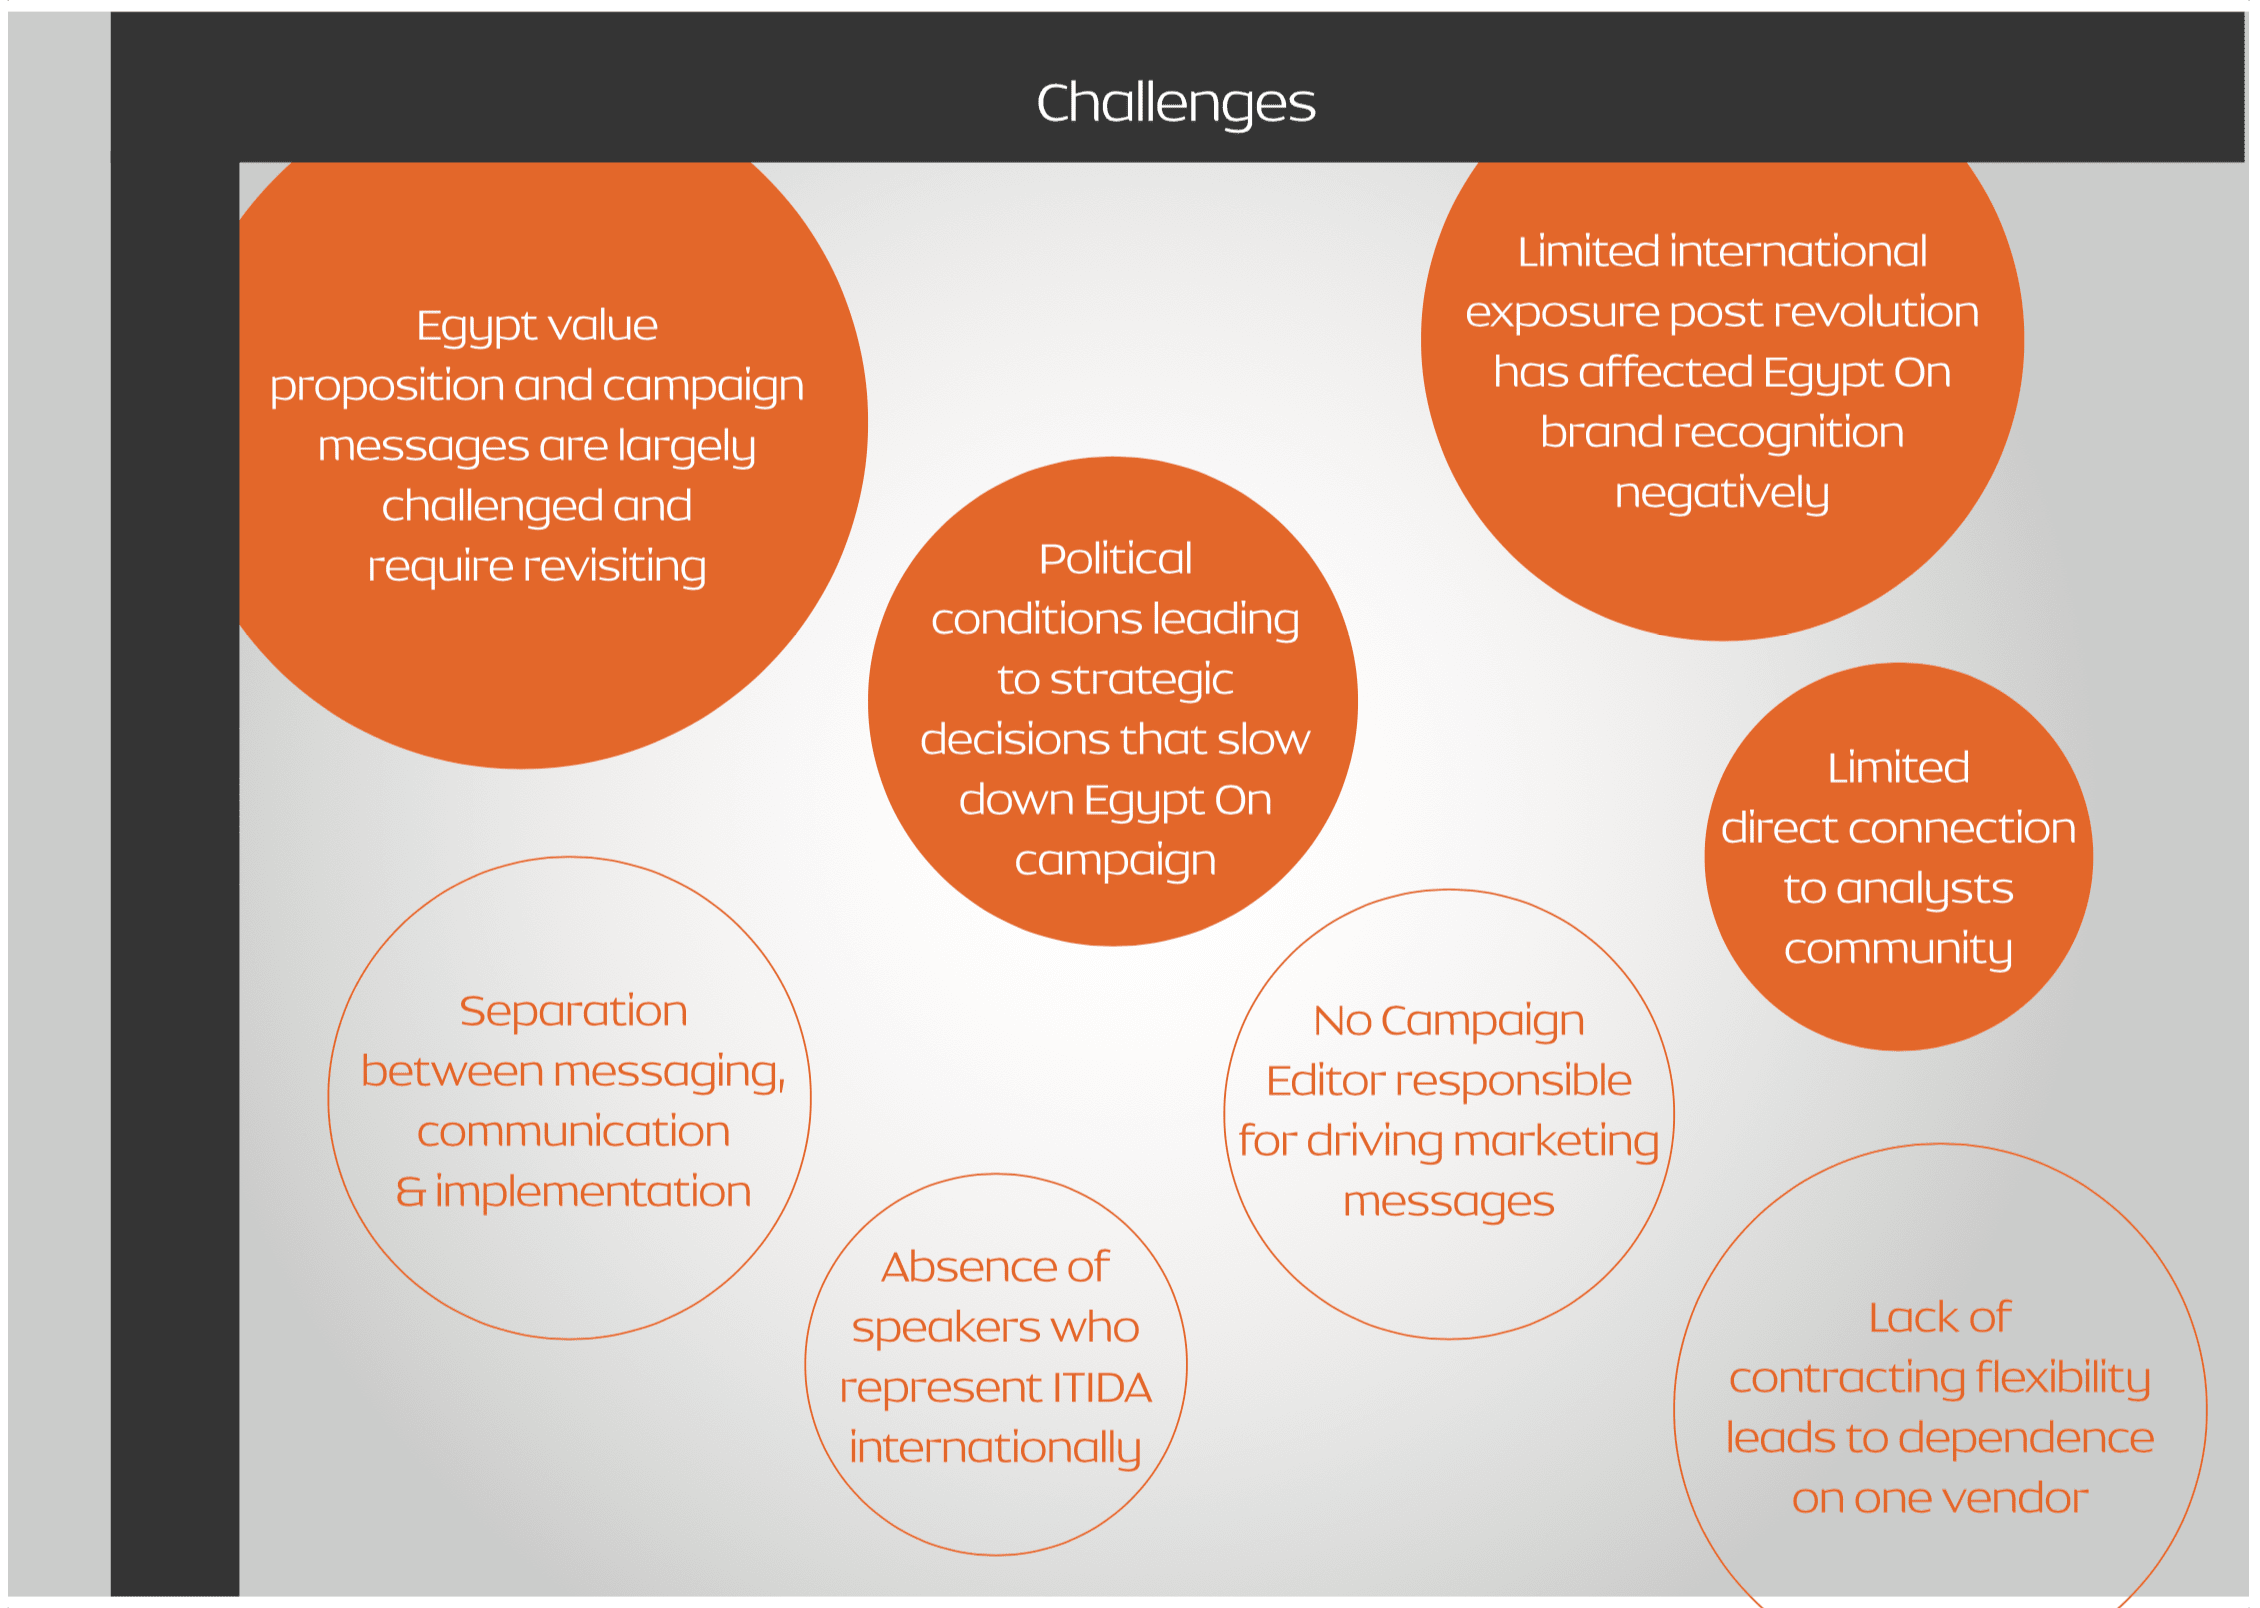 Challenges
Egypt value
proposition and campaign
messages are largely
challenged and
require revisiting
Limited international
exposure post revolution
has affected Egypt On
brand recognition
negatively
Political
conditions leading
to strategic
decisions that slow
down Egypt On
campaign
Limited
direct connection
to analysts
community
Separation
between messaging,
communication
& implementation
No Campaign
Editor responsible
for driving marketing
messages
Absence of
speakers who
represent ITIDA
internationally
Lack of
contracting flexibility
leads to dependence
on one vendor